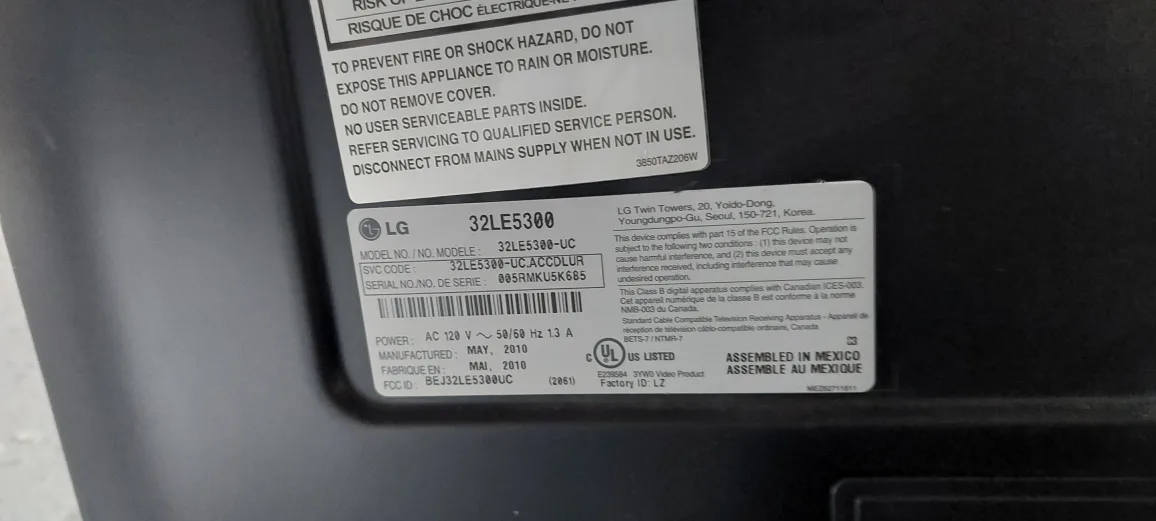 RISQUE DE CHOC ÉLECTRIQUE-NE
TO PREVENT FIRE OR SHOCK HAZARD, DO NOT
EXPOSE THIS APPLIANCE TO RAIN OR MOISTURE.
DO NOT REMOVE COVER.
NO USER SERVICEABLE PARTS INSIDE.
REFER SERVICING TO QUALIFIED SERVICE PERSON.
DISCONNECT FROM MAINS SUPPLY WHEN NOT IN USE.
3850TAZ206W
LG 32LE5300
MODEL NO. / NO. MODELE : 32LE5300-UC
SVC CODE : 32LE5300-UC.ACCDLUR
SERIAL NO./NO. DE SERIE : 005RMKU5K685
POWER : AC 120 V ~ 50/60 Hz 1.3 A
MANUFACTURED : MAY, 2010
FABRIQUE EN : MAI, 2010
FCC ID : BEJ32LE5300UC (2061)
LG Twin Towers, 20, Yoido-Dong,
Youngdungpo-Gu, Seoul, 150-721, Korea.
This device complies with part 15 of the FCC Rules. Operation is
subject to the following two conditions : (1) this device may not
cause harmful interference, and (2) this device must accept any
interference received, including interference that may cause
undesired operation.
This Class B digital apparatus complies with Canadian ICES-003.
Cet appareil numérique de la classe B est conforme à la norme
NMB-003 du Canada.
Standard Cable Compatible Television Receiving Apparatus - Appareil de
réception de télévision câblo-compatible ordinaire, Canada
BETS-7 / NTMR-7
C UL US LISTED
E239584 3YW0 Video Product
Factory ID: LZ
ASSEMBLED IN MEXICO
ASSEMBLE AU MEXIQUE